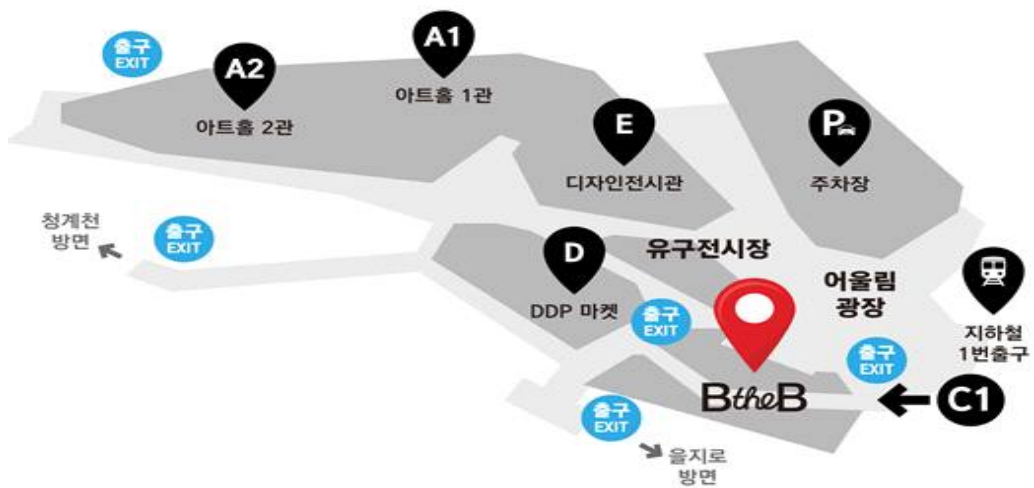 출구
EXIT
A2
아트홀 2관
A1
아트홀 1관
E
디자인전시관
P
주차장
청계천
방면
출구
EXIT
D
DDP 마켓
유구전시장
어울림
광장
지하철
1번출구
출구
EXIT
출구
EXIT
BtheB
C1
출구
EXIT
을지로
방면